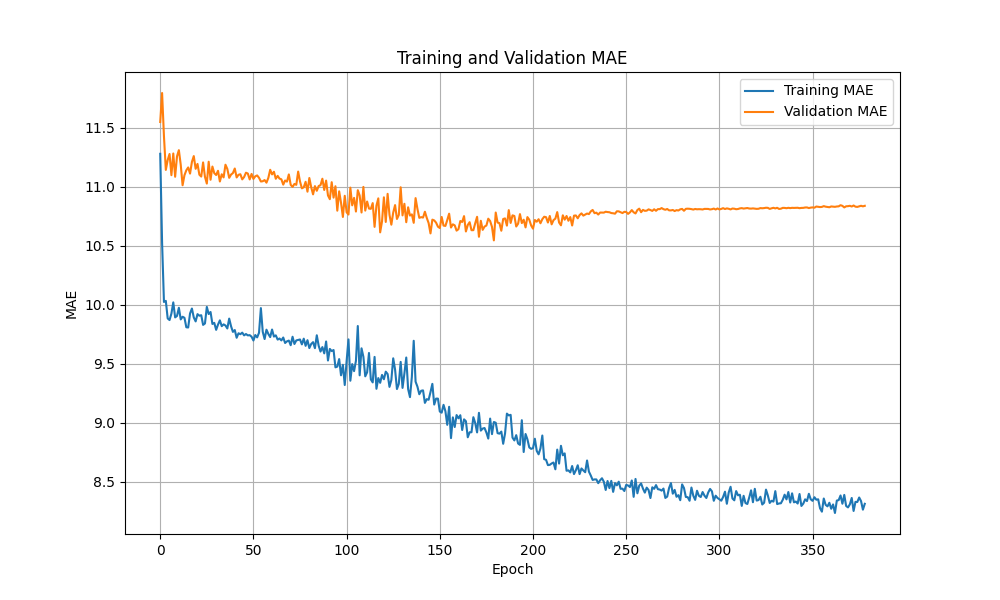 Training and Validation MAE
Training MAE
Validation MAE
MAE
11.5
11.0
10.5
10.0
9.5
9.0
8.5
0 50 100 150 200 250 300 350
Epoch